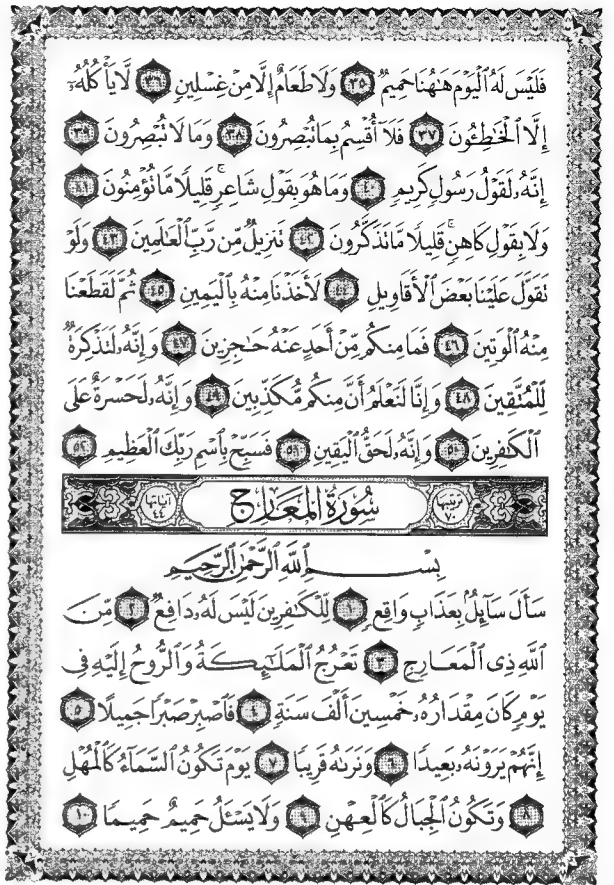 فَلَيْسَ لَهُ ٱلْيَوْمَ هَٰهُنَا حَمِيمٌ ٣٥ وَلَا طَعَامٌ إِلَّا مِنْ غِسْلِينٍ ٣٦ لَّا يَأْكُلُهُۥٓ
إِلَّا ٱلْخَٰطِـُٔونَ ٣٧ فَلَآ أُقْسِمُ بِمَا تُبْصِرُونَ ٣٨ وَمَا لَا تُبْصِرُونَ ٣٩
إِنَّهُۥ لَقَوْلُ رَسُولٍ كَرِيمٍ ٤٠ وَمَا هُوَ بِقَوْلِ شَاعِرٍ ۚ قَلِيلًا مَّا تُؤْمِنُونَ ٤١
وَلَا بِقَوْلِ كَاهِنٍ ۚ قَلِيلًا مَّا تَذَكَّرُونَ ٤٢ تَنزِيلٌ مِّن رَّبِّ ٱلْعَٰلَمِينَ ٤٣ وَلَوْ
تَقَوَّلَ عَلَيْنَا بَعْضَ ٱلْأَقَاوِيلِ ٤٤ لَأَخَذْنَا مِنْهُ بِٱلْيَمِينِ ٤٥ ثُمَّ لَقَطَعْنَا
مِنْهُ ٱلْوَتِينَ ٤٦ فَمَا مِنكُم مِّنْ أَحَدٍ عَنْهُ حَٰجِزِينَ ٤٧ وَإِنَّهُۥ لَتَذْكِرَةٌ
لِّلْمُتَّقِينَ ٤٨ وَإِنَّا لَنَعْلَمُ أَنَّ مِنكُم مُّكَذِّبِينَ ٤٩ وَإِنَّهُۥ لَحَسْرَةٌ عَلَى
ٱلْكَٰفِرِينَ ٥٠ وَإِنَّهُۥ لَحَقُّ ٱلْيَقِينِ ٥١ فَسَبِّحْ بِٱسْمِ رَبِّكَ ٱلْعَظِيمِ ٥٢
ترتيبها ٧٠ سُورَةُ المَعَارِجِ آياتها ٤٤
بِسْمِ ٱللَّهِ ٱلرَّحْمَٰنِ ٱلرَّحِيمِ
سَأَلَ سَآئِلٌۢ بِعَذَابٍ وَاقِعٍ ١ لِّلْكَٰفِرِينَ لَيْسَ لَهُۥ دَافِعٌ ٢ مِّنَ
ٱللَّهِ ذِى ٱلْمَعَارِجِ ٣ تَعْرُجُ ٱلْمَلَٰٓئِكَةُ وَٱلرُّوحُ إِلَيْهِ فِى
يَوْمٍ كَانَ مِقْدَارُهُۥ خَمْسِينَ أَلْفَ سَنَةٍ ٤ فَٱصْبِرْ صَبْرًا جَمِيلًا ٥
إِنَّهُمْ يَرَوْنَهُۥ بَعِيدًا ٦ وَنَرَىٰهُ قَرِيبًا ٧ يَوْمَ تَكُونُ ٱلسَّمَآءُ كَٱلْمُهْلِ
٨ وَتَكُونُ ٱلْجِبَالُ كَٱلْعِهْنِ ٩ وَلَا يَسْـَٔلُ حَمِيمٌ حَمِيمًا ١٠